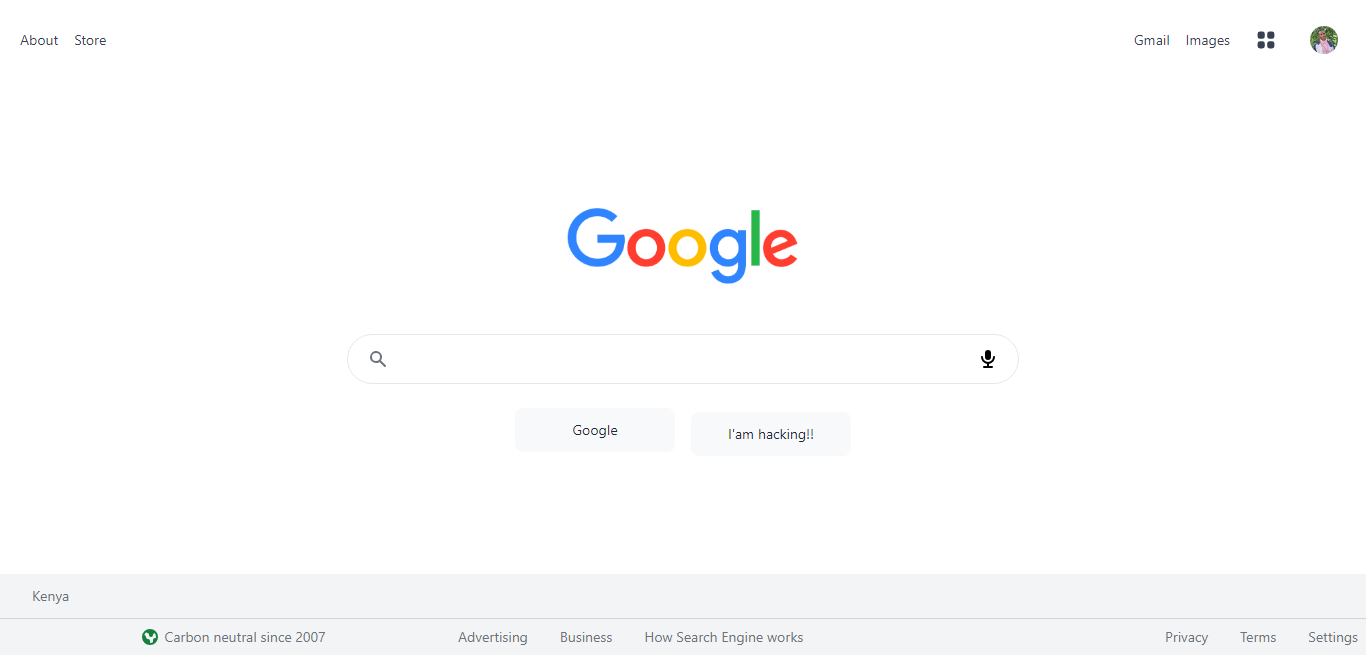 About Store Gmail Images
Google
Google
I'am hacking!!
Kenya
Carbon neutral since 2007 Advertising Business How Search Engine works Privacy Terms Settings